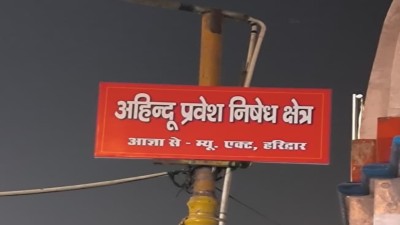 अहिन्दू प्रवेश निषेध क्षेत्र
आज्ञा से - म्यू. एक्ट, हरिद्वार